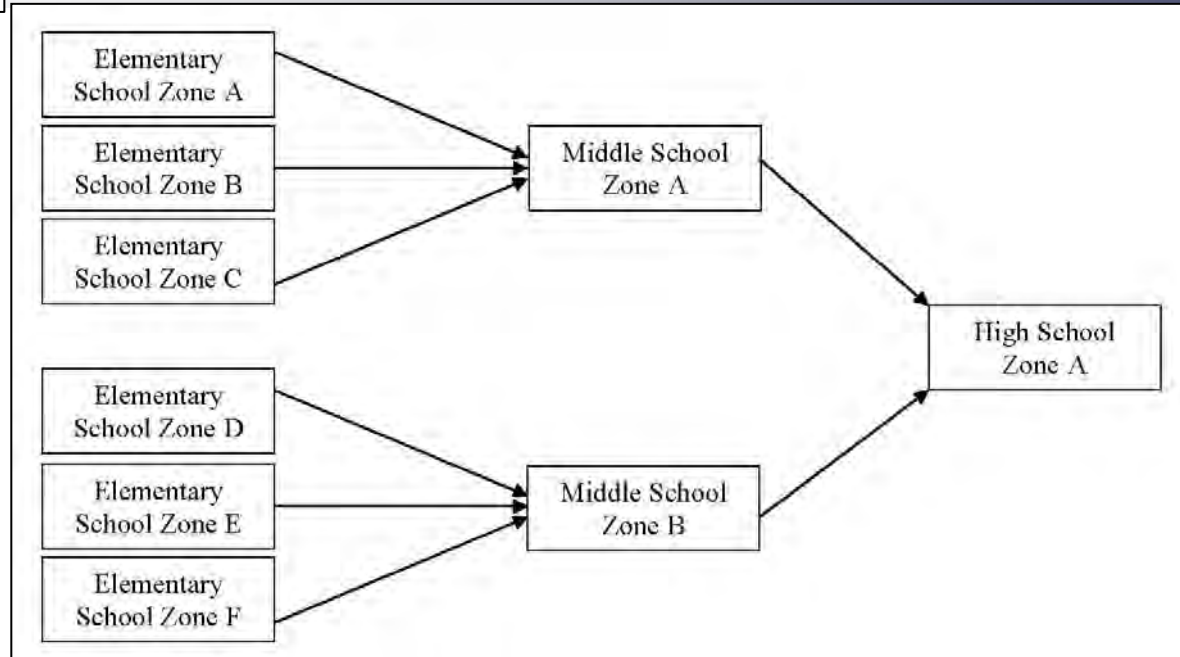 Elementary
School Zone A
Elementary
School Zone B
Elementary
School Zone C
Middle School
Zone A
Elementary
School Zone D
Elementary
School Zone E
Elementary
School Zone F
Middle School
Zone B
High School
Zone A